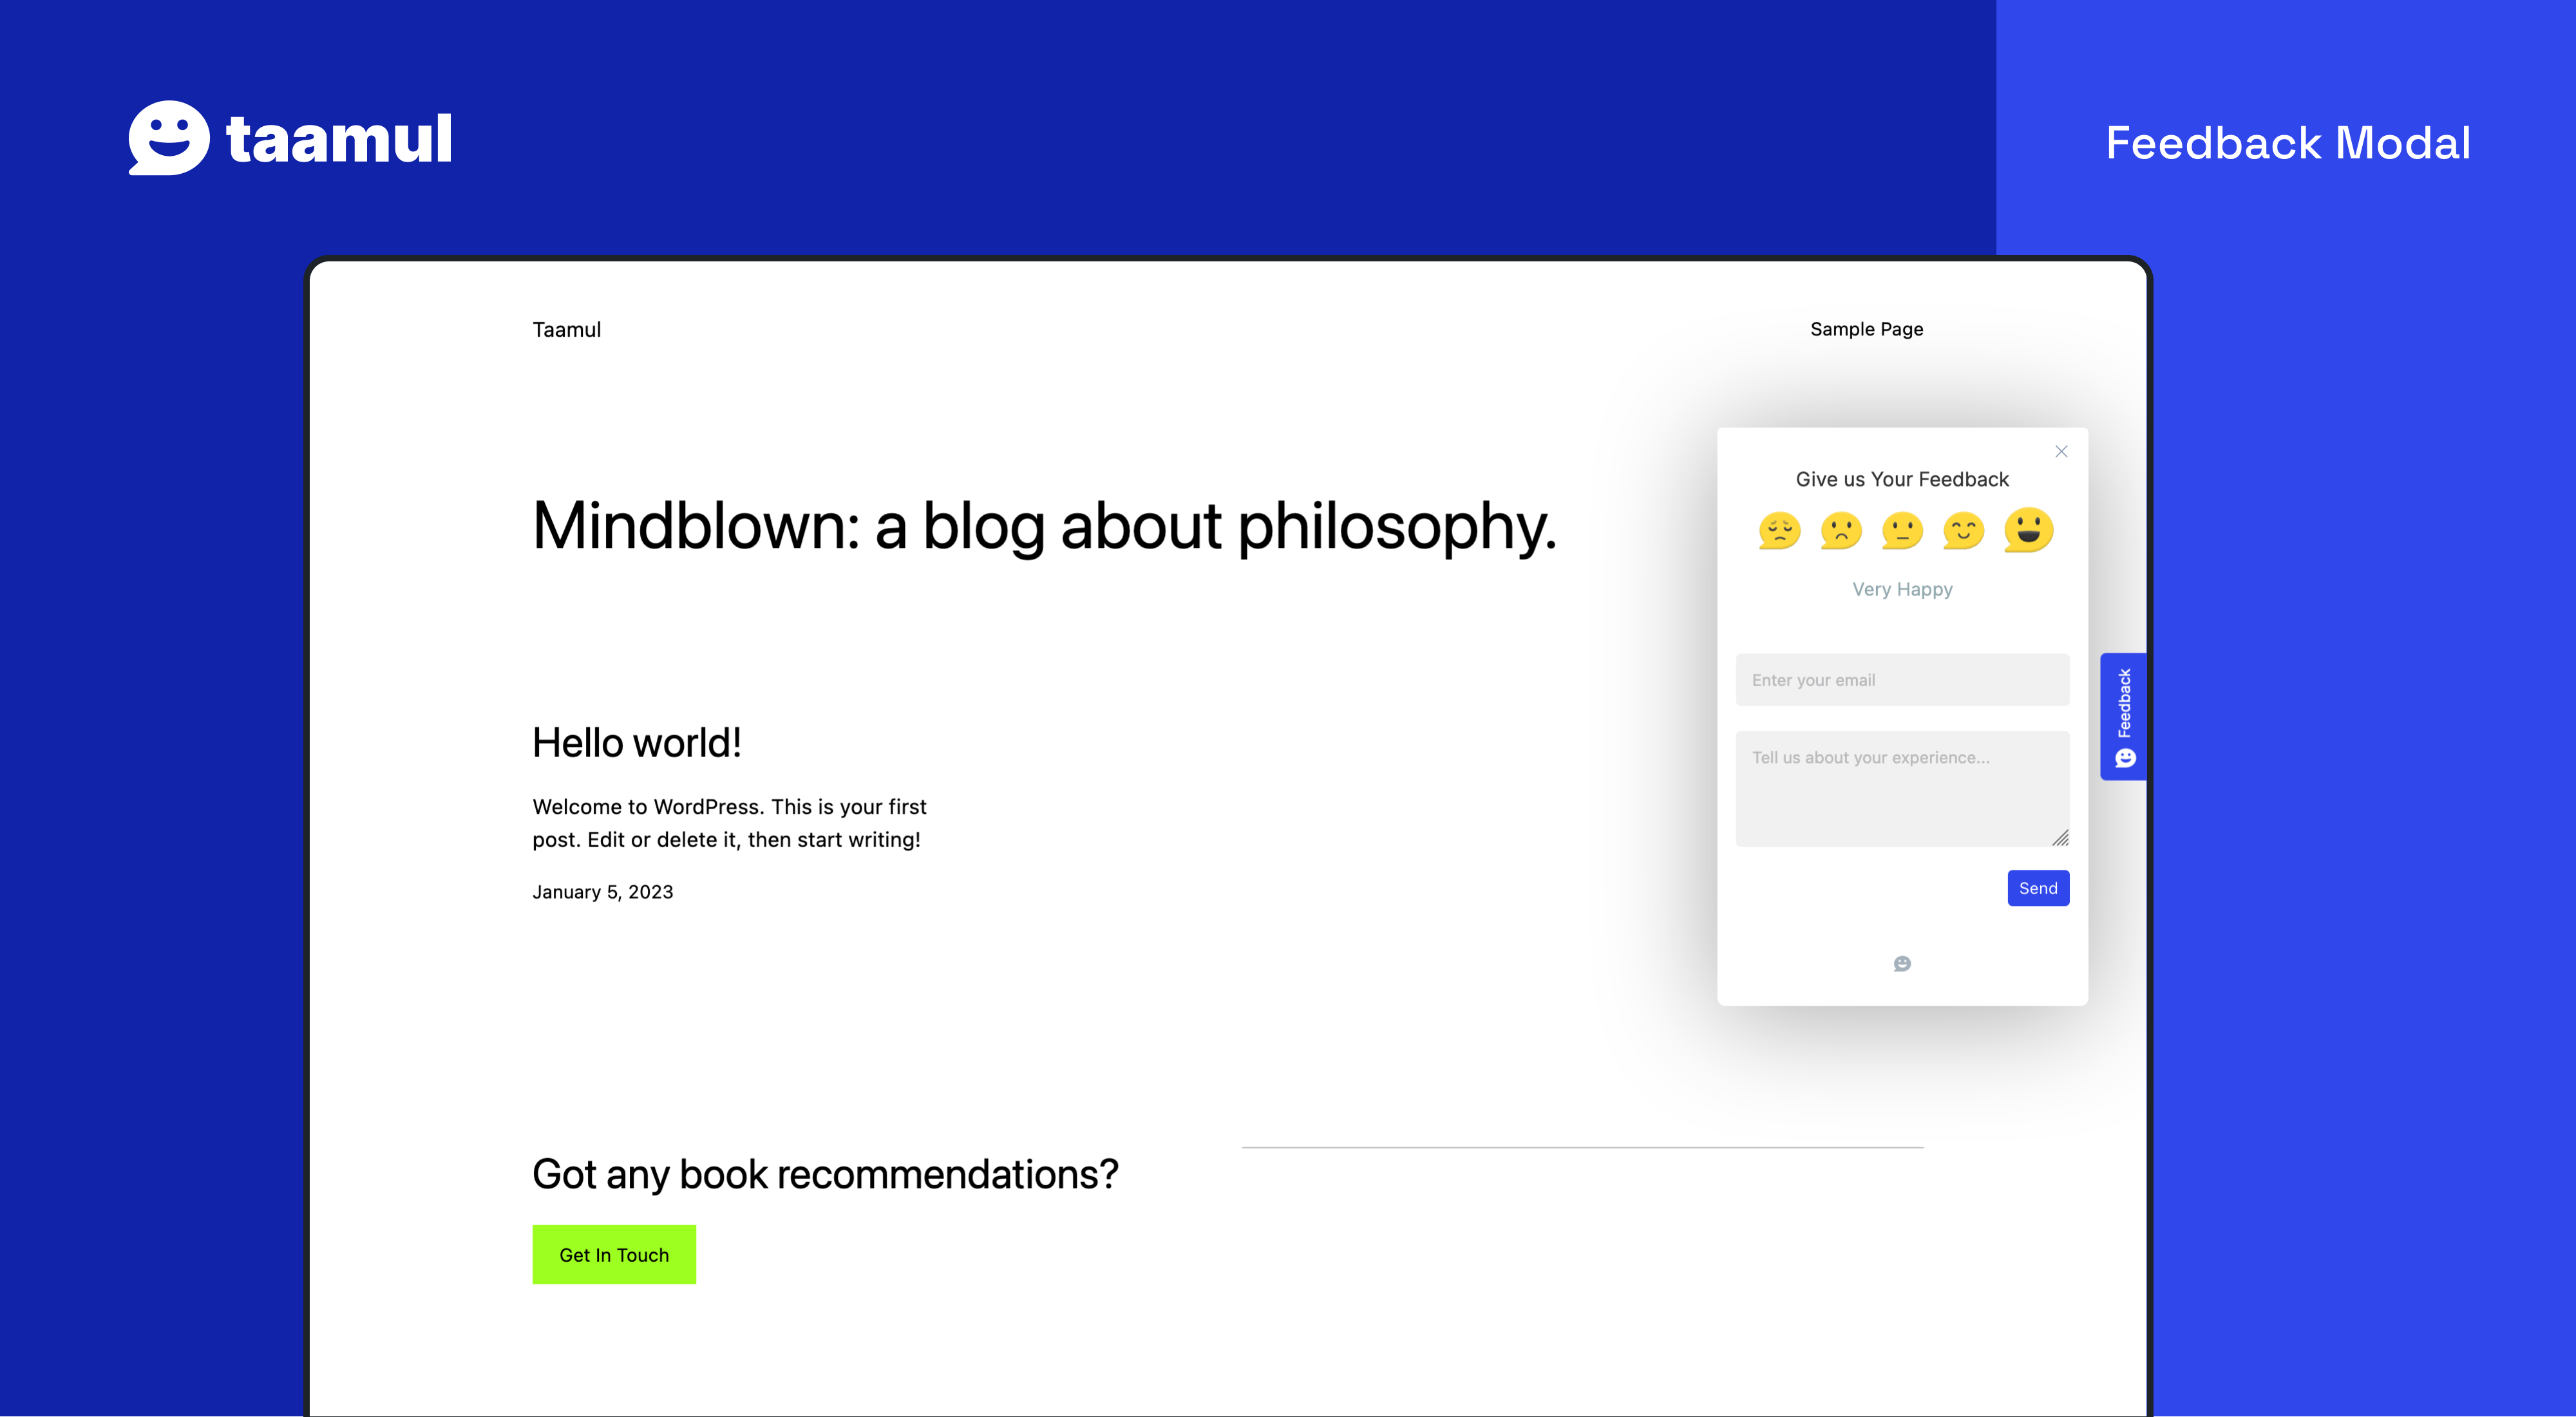 taamul
Feedback Modal
Taamul
Sample Page
Mindblown: a blog about philosophy.
Give us Your Feedback
Very Happy
Enter your email
Tell us about your experience...
Send
Feedback
Hello world!
Welcome to WordPress. This is your first
post. Edit or delete it, then start writing!
January 5, 2023
Got any book recommendations?
Get In Touch